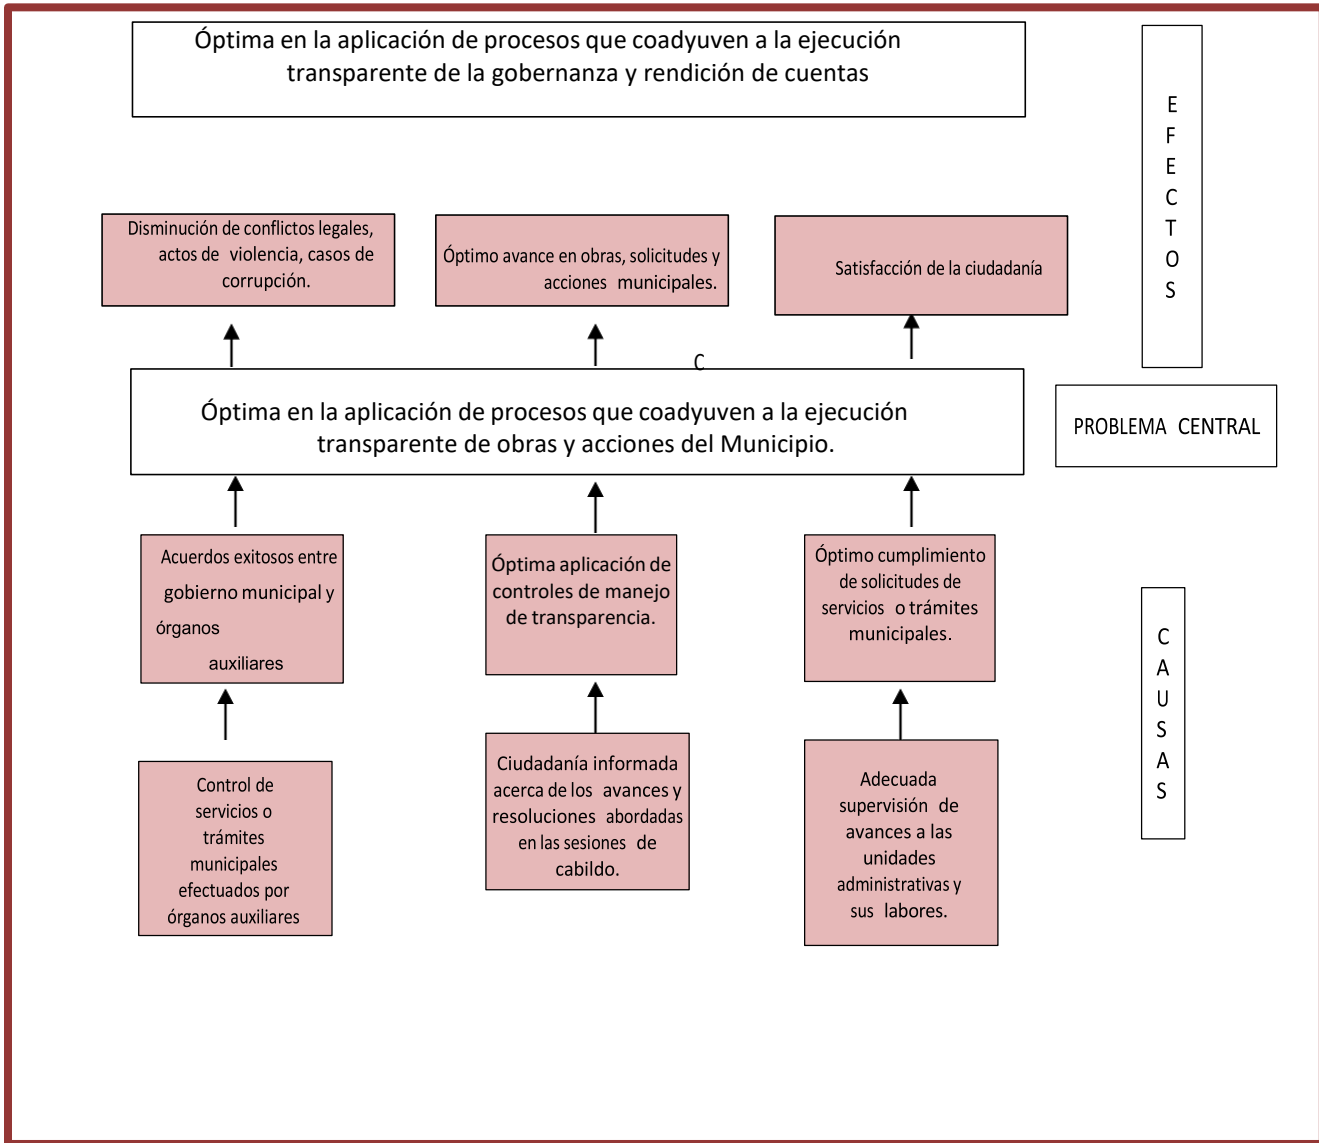 Óptima en la aplicación de procesos que coadyuven a la ejecución
transparente de la gobernanza y rendición de cuentas
E
F
E
C
T
O
S
Disminución de conflictos legales,
actos de violencia, casos de
corrupción.
Óptimo avance en obras, solicitudes y
acciones municipales.
Satisfacción de la ciudadanía
C
Óptima en la aplicación de procesos que coadyuven a la ejecución
transparente de obras y acciones del Municipio.
PROBLEMA CENTRAL
Acuerdos exitosos entre
gobierno municipal y
órganos
auxiliares
Óptima aplicación de
controles de manejo
de transparencia.
Óptimo cumplimiento
de solicitudes de
servicios o trámites
municipales.
C
A
U
S
A
S
Control de
servicios o
trámites
municipales
efectuados por
órganos auxiliares
Ciudadanía informada
acerca de los avances y
resoluciones abordadas
en las sesiones de
cabildo.
Adecuada
supervisión de
avances a las
unidades
administrativas y
sus labores.